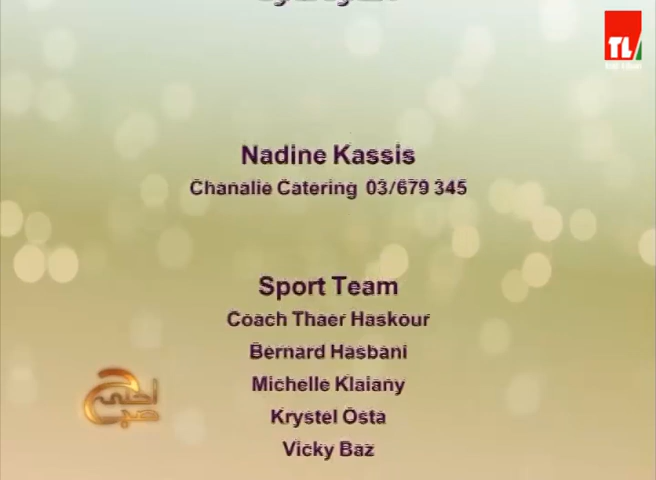 TL
Nadine Kassis
Chanalie Catering 03/679 345
Sport Team
Coach Thaer Haskour
Bernard Hasbani
Michelle Klaiany
Krystel Osta
Vicky Baz
أحلى
صباح